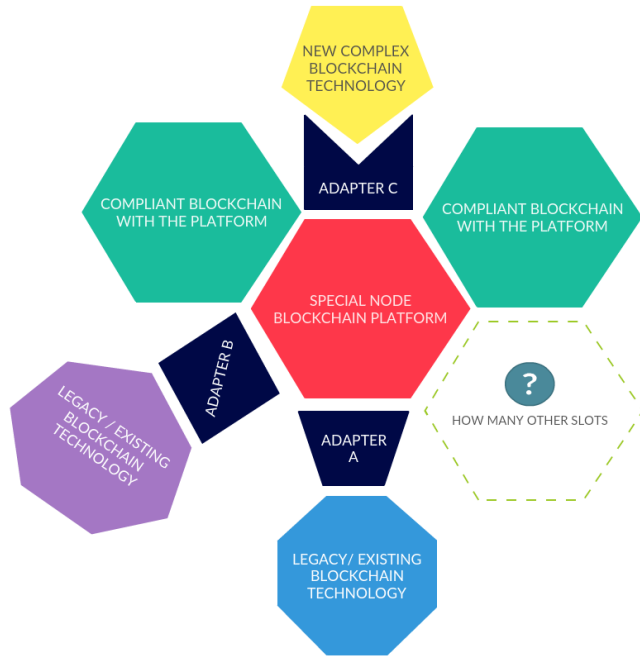 NEW COMPLEX
BLOCKCHAIN
TECHNOLOGY
ADAPTER C
COMPLIANT BLOCKCHAIN
WITH THE PLATFORM
COMPLIANT BLOCKCHAIN
WITH THE PLATFORM
SPECIAL NODE
BLOCKCHAIN PLATFORM
ADAPTER B
LEGACY / EXISTING
BLOCKCHAIN
TECHNOLOGY
?
HOW MANY OTHER SLOTS
ADAPTER
A
LEGACY/ EXISTING
BLOCKCHAIN
TECHNOLOGY